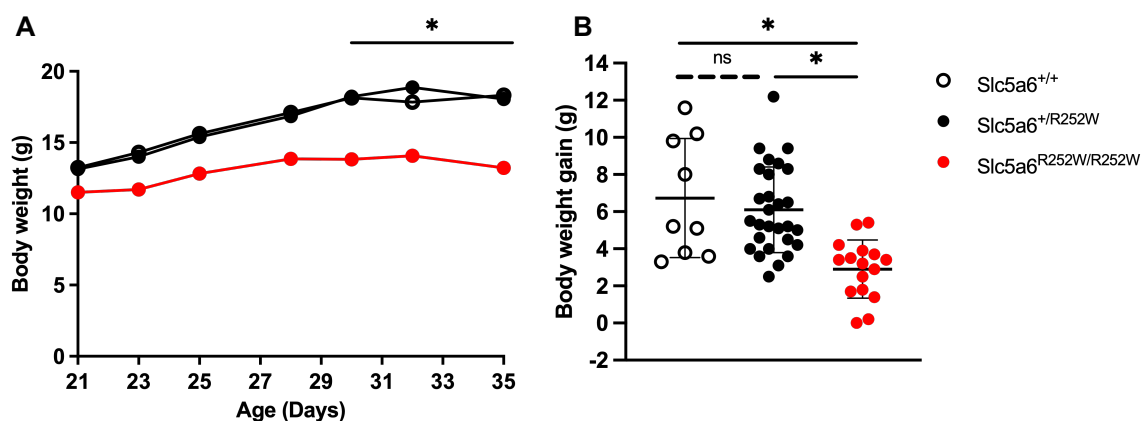 A
*
Body weight (g)
20
15
10
5
0
21 23 25 27 29 31 33 35
Age (Days)
B
*
ns
*
Body weight gain (g)
14
12
10
8
6
4
2
0
-2
Slc5a6+/+
Slc5a6+/R252W
Slc5a6R252W/R252W